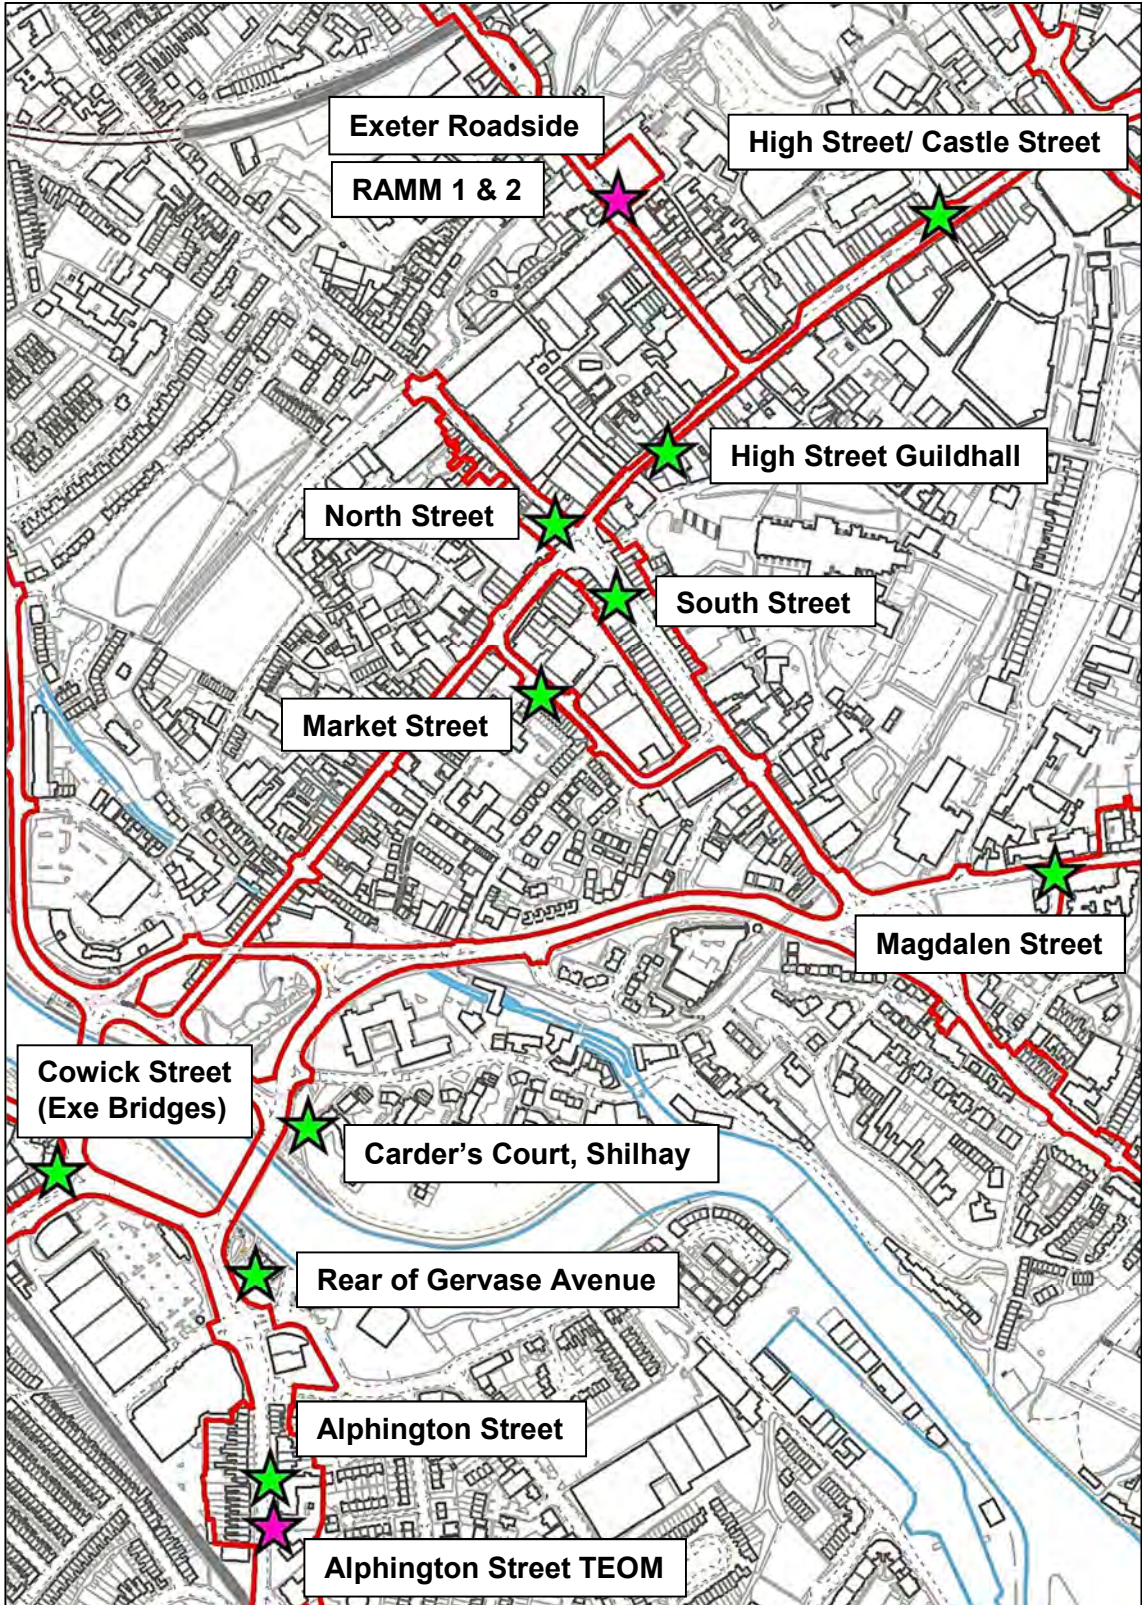 Exeter Roadside
RAMM 1 & 2
High Street/ Castle Street
High Street Guildhall
North Street
South Street
Market Street
Magdalen Street
Cowick Street
(Exe Bridges)
Carder’s Court, Shilhay
Rear of Gervase Avenue
Alphington Street
Alphington Street TEOM